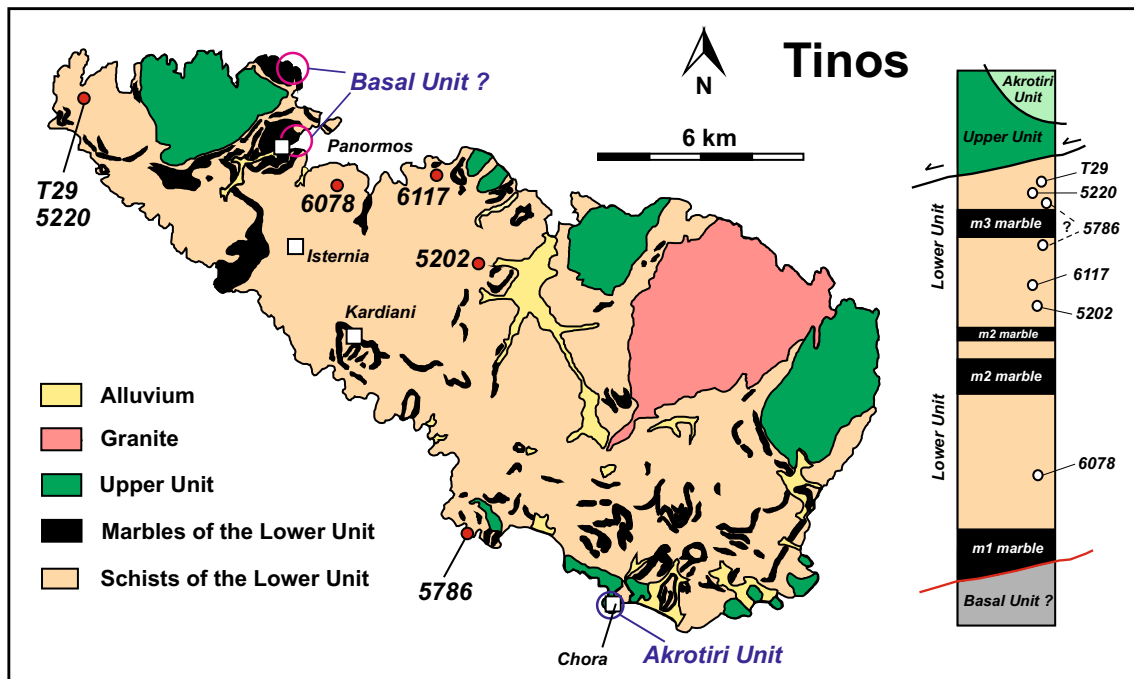 Tinos
N
6 km
Basal Unit ?
Panormos
T29
5220
6078
6117
Isternia
5202
Kardiani
Alluvium
Granite
Upper Unit
Marbles of the Lower Unit
Schists of the Lower Unit
5786
Chora
Akrotiri Unit
Akrotiri
Unit
Upper Unit
T29
5220
m3 marble
?
5786
Lower Unit
6117
5202
m2 marble
m2 marble
Lower Unit
6078
m1 marble
Basal Unit ?